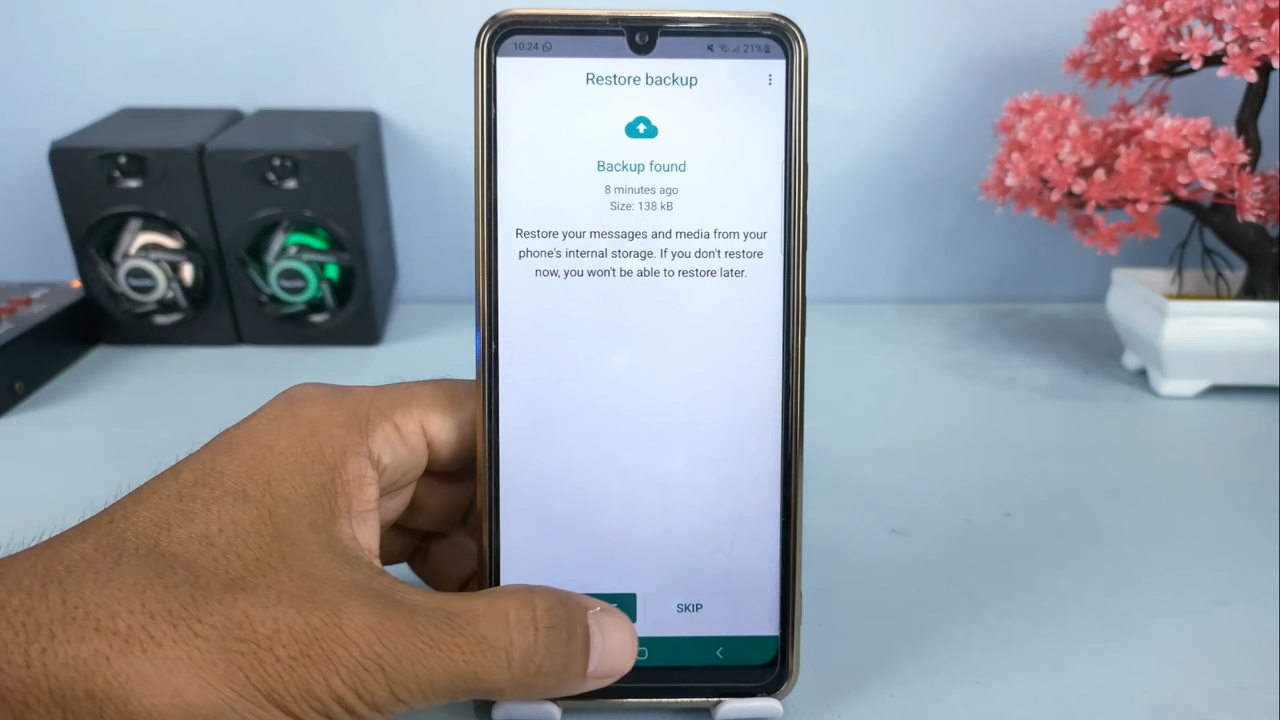 10:24
21%
Restore backup
Backup found
8 minutes ago
Size: 138 kB
Restore your messages and media from your
phone's internal storage. If you don't restore
now, you won't be able to restore later.
SKIP